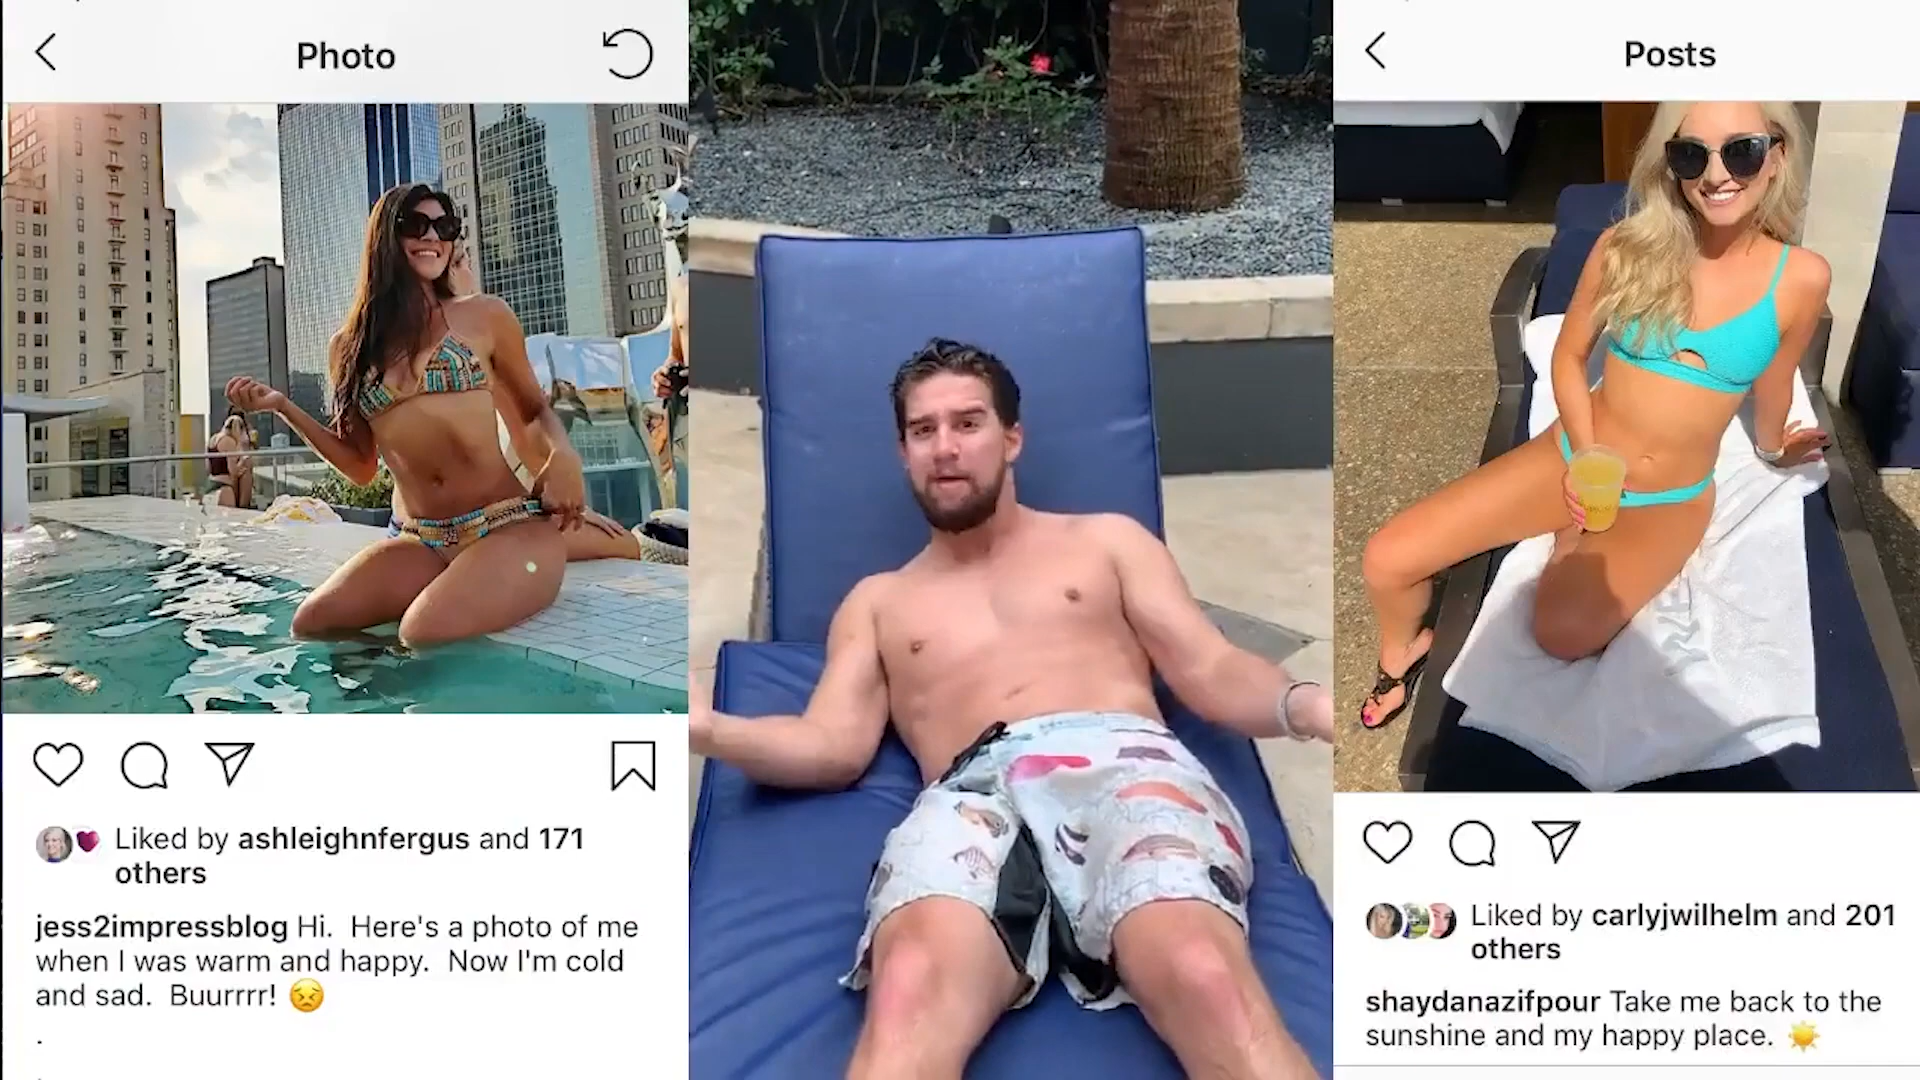 Photo
Liked by ashleighnfergus and 171
others
jess2impressblog Hi. Here's a photo of me
when I was warm and happy. Now I'm cold
and sad. Buurrrr! 😣
.
Posts
Liked by carlyjwilhelm and 201
others
shaydanazifpour Take me back to the
sunshine and my happy place. ☀️